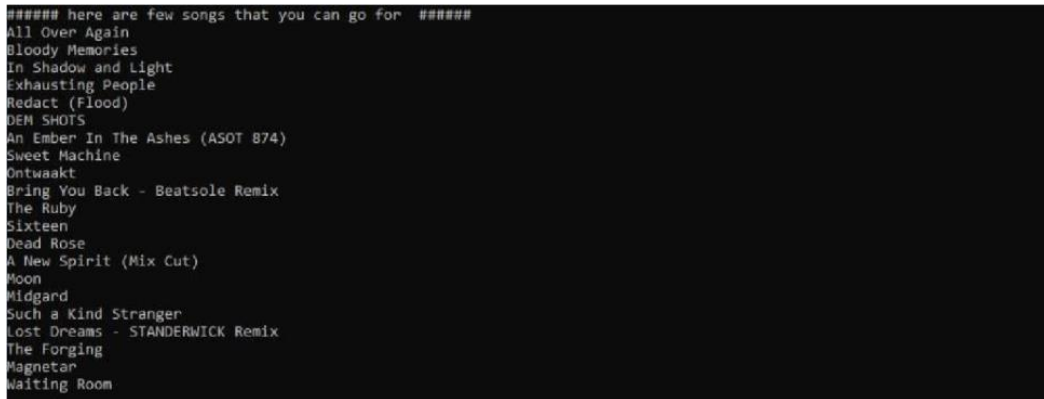 ###### here are few songs that you can go for  ######
All Over Again
Bloody Memories
In Shadow and Light
Exhausting People
Redact (Flood)
DEM SHOTS
An Ember In The Ashes (ASOT 874)
Sweet Machine
Ontwaakt
Bring You Back - Beatsole Remix
The Ruby
Sixteen
Dead Rose
A New Spirit (Mix Cut)
Moon
Midgard
Such a Kind Stranger
Lost Dreams - STANDERWICK Remix
The Forging
Magnetar
Waiting Room